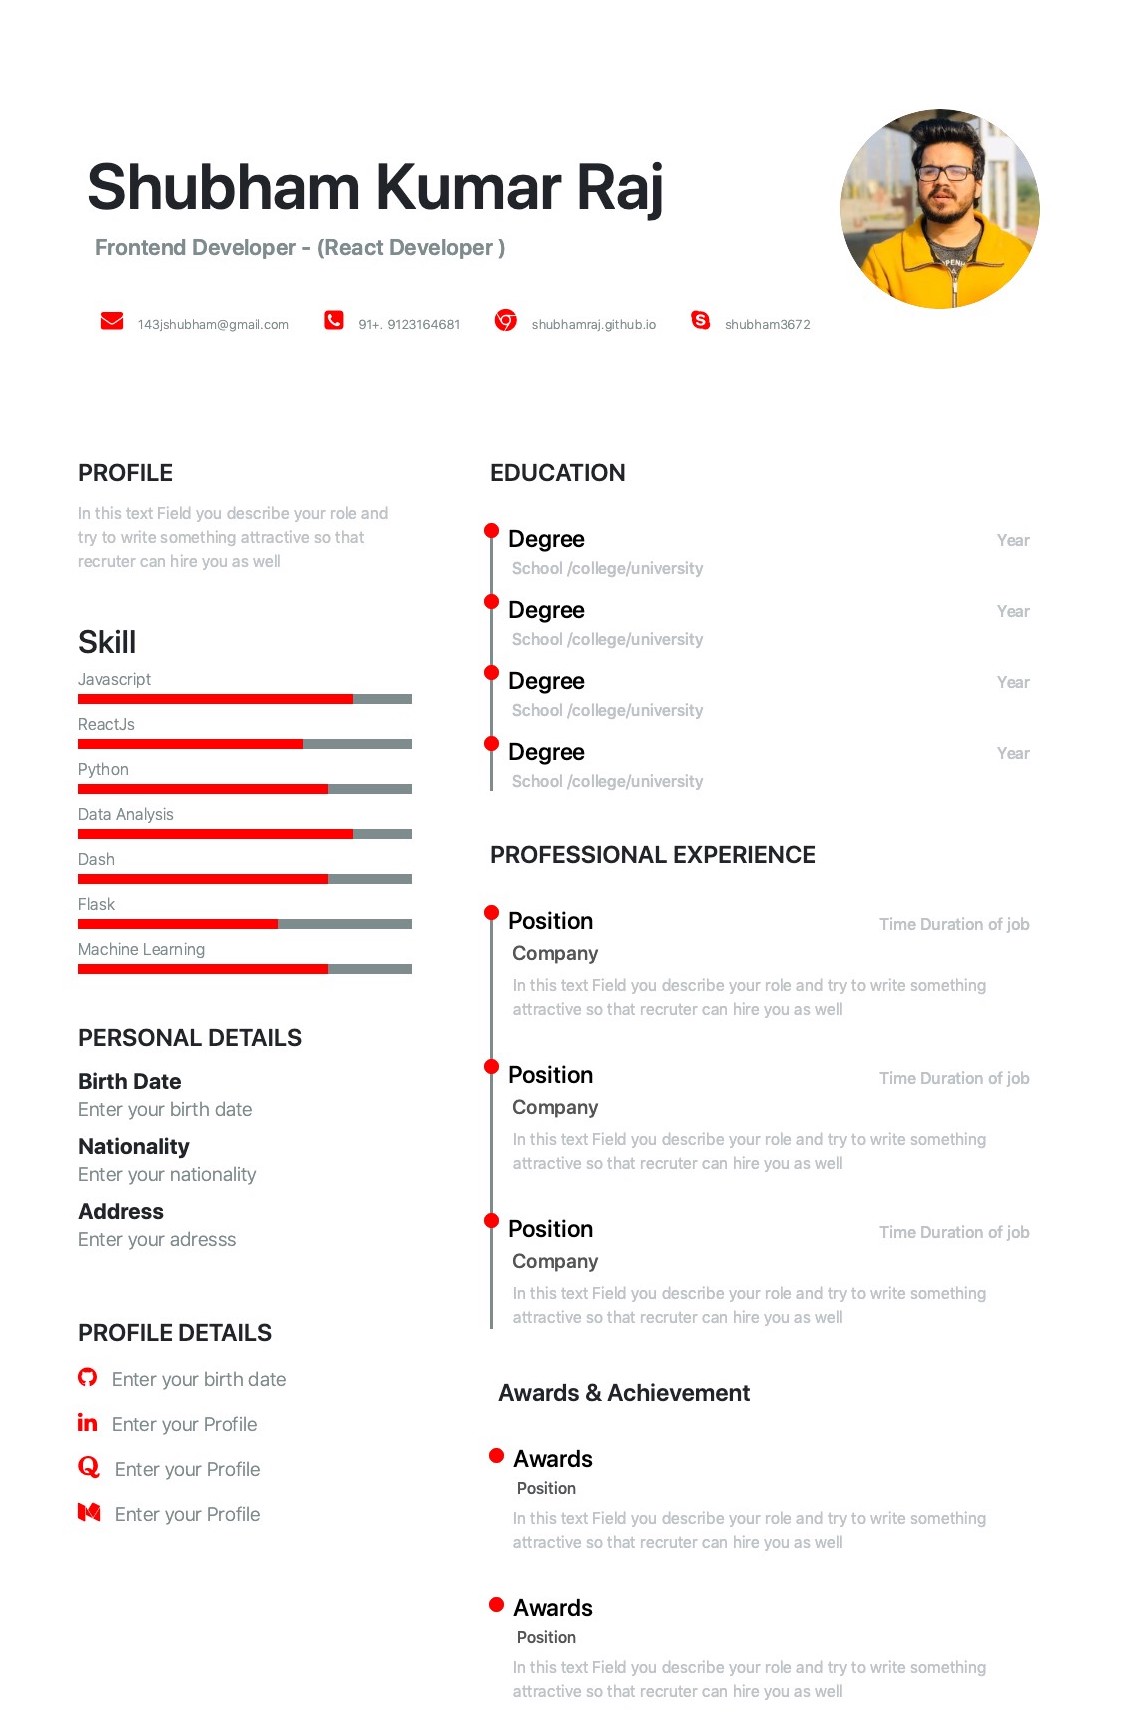 Shubham Kumar Raj
Frontend Developer - (React Developer )
143jshubham@gmail.com
91+. 9123164681
shubhamraj.github.io
shubham3672
PROFILE
In this text Field you describe your role and
try to write something attractive so that
recruter can hire you as well
Skill
Javascript
ReactJs
Python
Data Analysis
Dash
Flask
Machine Learning
PERSONAL DETAILS
Birth Date
Enter your birth date
Nationality
Enter your nationality
Address
Enter your adresss
PROFILE DETAILS
Enter your birth date
Enter your Profile
Enter your Profile
Enter your Profile
EDUCATION
Degree
Year
School /college/university
Degree
Year
School /college/university
Degree
Year
School /college/university
Degree
Year
School /college/university
PROFESSIONAL EXPERIENCE
Position
Time Duration of job
Company
In this text Field you describe your role and try to write something
attractive so that recruter can hire you as well
Position
Time Duration of job
Company
In this text Field you describe your role and try to write something
attractive so that recruter can hire you as well
Position
Time Duration of job
Company
In this text Field you describe your role and try to write something
attractive so that recruter can hire you as well
Awards & Achievement
Awards
Position
In this text Field you describe your role and try to write something
attractive so that recruter can hire you as well
Awards
Position
In this text Field you describe your role and try to write something
attractive so that recruter can hire you as well